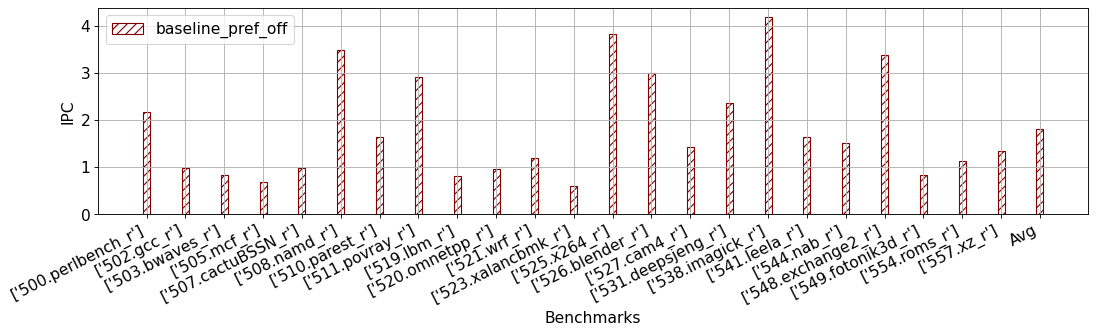 baseline_pref_off
4
3
2
1
0
IPC
['500.perlbench_r']
['502.gcc_r']
['503.bwaves_r']
['505.mcf_r']
['507.cactuBSSN_r']
['508.namd_r']
['510.parest_r']
['511.povray_r']
['519.lbm_r']
['520.omnetpp_r']
['521.wrf_r']
['523.xalancbmk_r']
['525.x264_r']
['526.blender_r']
['527.cam4_r']
['531.deepsjeng_r']
['538.imagick_r']
['541.leela_r']
['544.nab_r']
['548.exchange2_r']
['549.fotonik3d_r']
['554.roms_r']
['557.xz_r']
Avg
Benchmarks